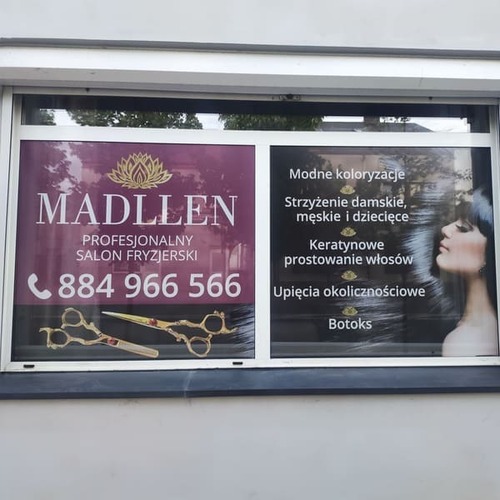 MADLLEN
PROFESJONALNY
SALON FRYZJERSKI
884 966 566
Modne koloryzacje
Strzyżenie damskie,
męskie i dziecięce
Keratynowe
prostowanie włosów
Upięcia okolicznościowe
Botoks